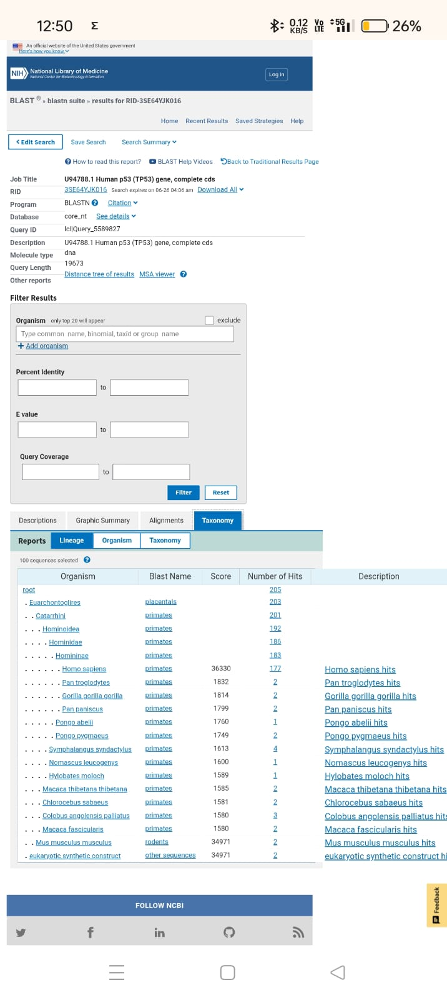 12:50 Σ 0.12 KB/S Vo LTE 5G 26%
An official website of the United States government
Here's how you know.
NIH National Library of Medicine
National Center for Biotechnology Information
Log in
BLAST ® » blastn suite » results for RID-3SE64YJK016
Home Recent Results Saved Strategies Help
< Edit Search Save Search Search Summary
How to read this report? BLAST Help Videos Back to Traditional Results Page
Job Title U94788.1 Human p53 (TP53) gene, complete cds
RID 3SE64YJK016 Search expires on 06-26 04:06 am Download All
Program BLASTN ? Citation
Database core_nt See details
Query ID lcl|Query_5589827
Description U94788.1 Human p53 (TP53) gene, complete cds
Molecule type dna
Query Length 19673
Other reports Distance tree of results MSA viewer ?
Filter Results
Organism only top 20 will appear exclude
Type common name, binomial, taxid or group name
+ Add organism
Percent Identity
to
E value
to
Query Coverage
to
Filter Reset
Descriptions Graphic Summary Alignments Taxonomy
Reports Lineage Organism Taxonomy
100 sequences selected ?
Organism Blast Name Score Number of Hits Description
root 205
. Euarchontoglires placentals 203
. . Catarrhini primates 201
. . . Hominoidea primates 192
. . . . Hominidae primates 186
. . . . . Homininae primates 183
. . . . . . Homo sapiens primates 36330 177 Homo sapiens hits
. . . . . . Pan troglodytes primates 1832 2 Pan troglodytes hits
. . . . . . Gorilla gorilla gorilla primates 1814 2 Gorilla gorilla gorilla hits
. . . . . . Pan paniscus primates 1799 2 Pan paniscus hits
. . . . . Pongo abelii primates 1760 1 Pongo abelii hits
. . . . . Pongo pygmaeus primates 1749 2 Pongo pygmaeus hits
. . . . Symphalangus syndactylus primates 1613 4 Symphalangus syndactylus hits
. . . . Nomascus leucogenys primates 1600 1 Nomascus leucogenys hits
. . . . Hylobates moloch primates 1589 1 Hylobates moloch hits
. . . Macaca thibetana thibetana primates 1585 2 Macaca thibetana thibetana hits
. . . Chlorocebus sabaeus primates 1581 2 Chlorocebus sabaeus hits
. . . Colobus angolensis palliatus primates 1580 3 Colobus angolensis palliatus hits
. . . Macaca fascicularis primates 1580 2 Macaca fascicularis hits
. . Mus musculus musculus rodents 34971 2 Mus musculus musculus hits
. eukaryotic synthetic construct other sequences 34971 2 eukaryotic synthetic construct hi
Feedback
FOLLOW NCBI